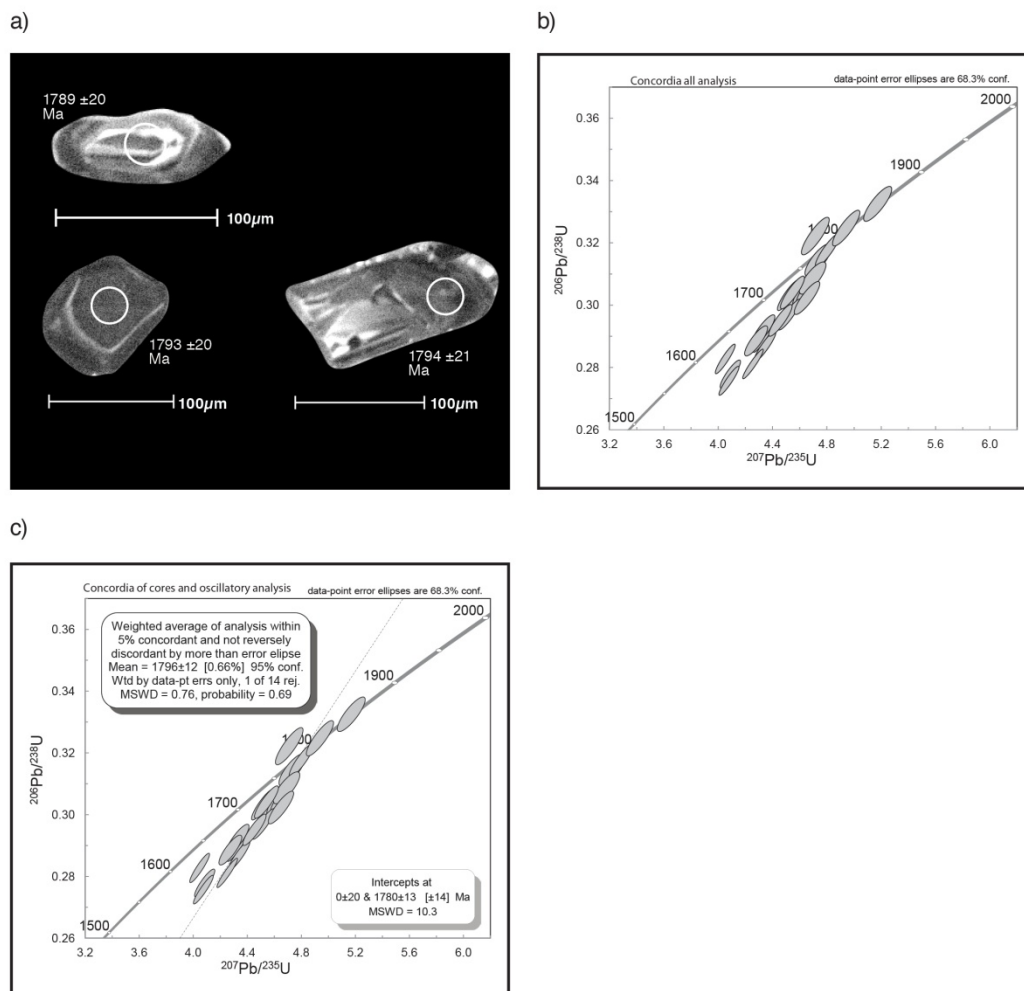 a)
1789 ±20
Ma
100µm
1793 ±20
Ma
100µm
1794 ±21
Ma
100µm
b)
Concordia all analysis
data-point error ellipses are 68.3% conf.
2000
1900
1700
1600
1500
0.36
0.34
0.32
0.30
0.28
0.26
3.2 3.6 4.0 4.4 4.8 5.2 5.6 6.0
206Pb/238U
207Pb/235U
c)
Concordia of cores and oscillatory analysis
data-point error ellipses are 68.3% conf.
Weighted average of analysis within
5% concordant and not reversely
discordant by more than error elipse
Mean = 1796±12 [0.66%] 95% conf.
Wtd by data-pt errs only, 1 of 14 rej.
MSWD = 0.76, probability = 0.69
2000
1900
1700
1600
1500
0.36
0.34
0.32
0.30
0.28
0.26
3.2 3.6 4.0 4.4 4.8 5.2 5.6 6.0
206Pb/238U
207Pb/235U
Intercepts at
0±20 & 1780±13 [±14] Ma
MSWD = 10.3